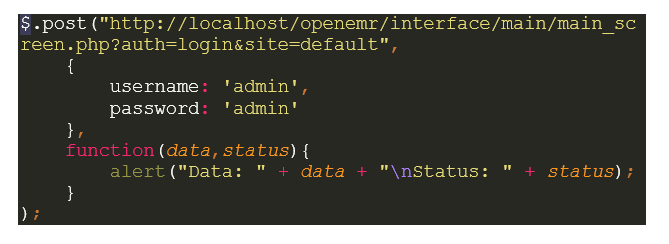 $.post("http://localhost/openemr/interface/main/main_sc
reen.php?auth=login&site=default",
    {
        username: 'admin',
        password: 'admin'
    },
    function(data,status){
        alert("Data: " + data + "\nStatus: " + status);
    }
);